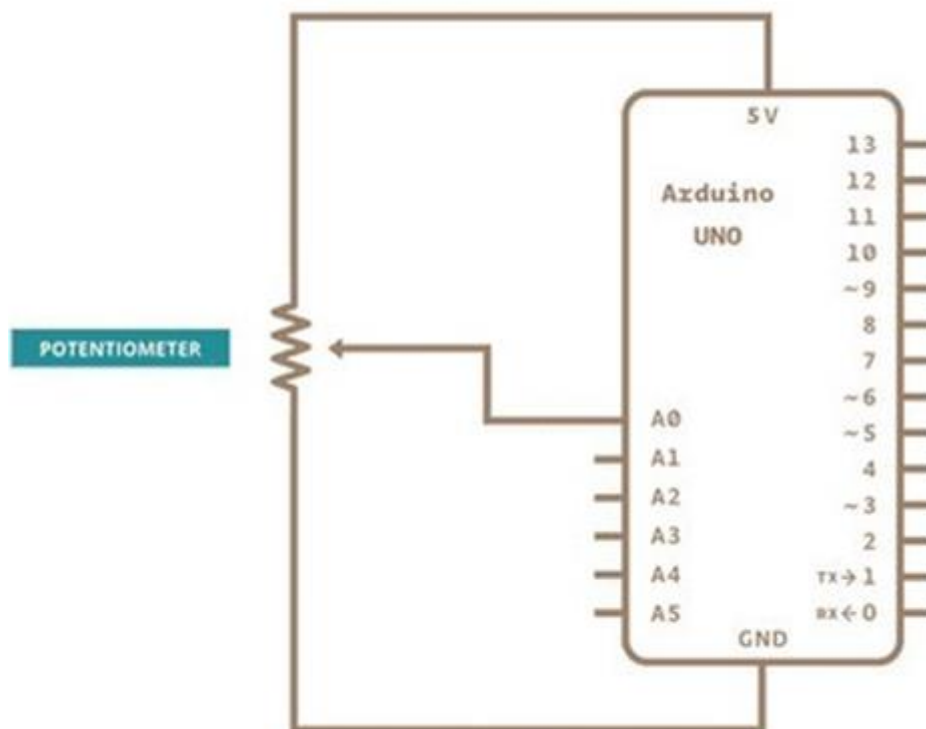 5V
Arduino
UNO
13
12
11
10
~9
8
7
~6
~5
4
~3
2
TX→1
RX←0
POTENTIOMETER
A0
A1
A2
A3
A4
A5
GND